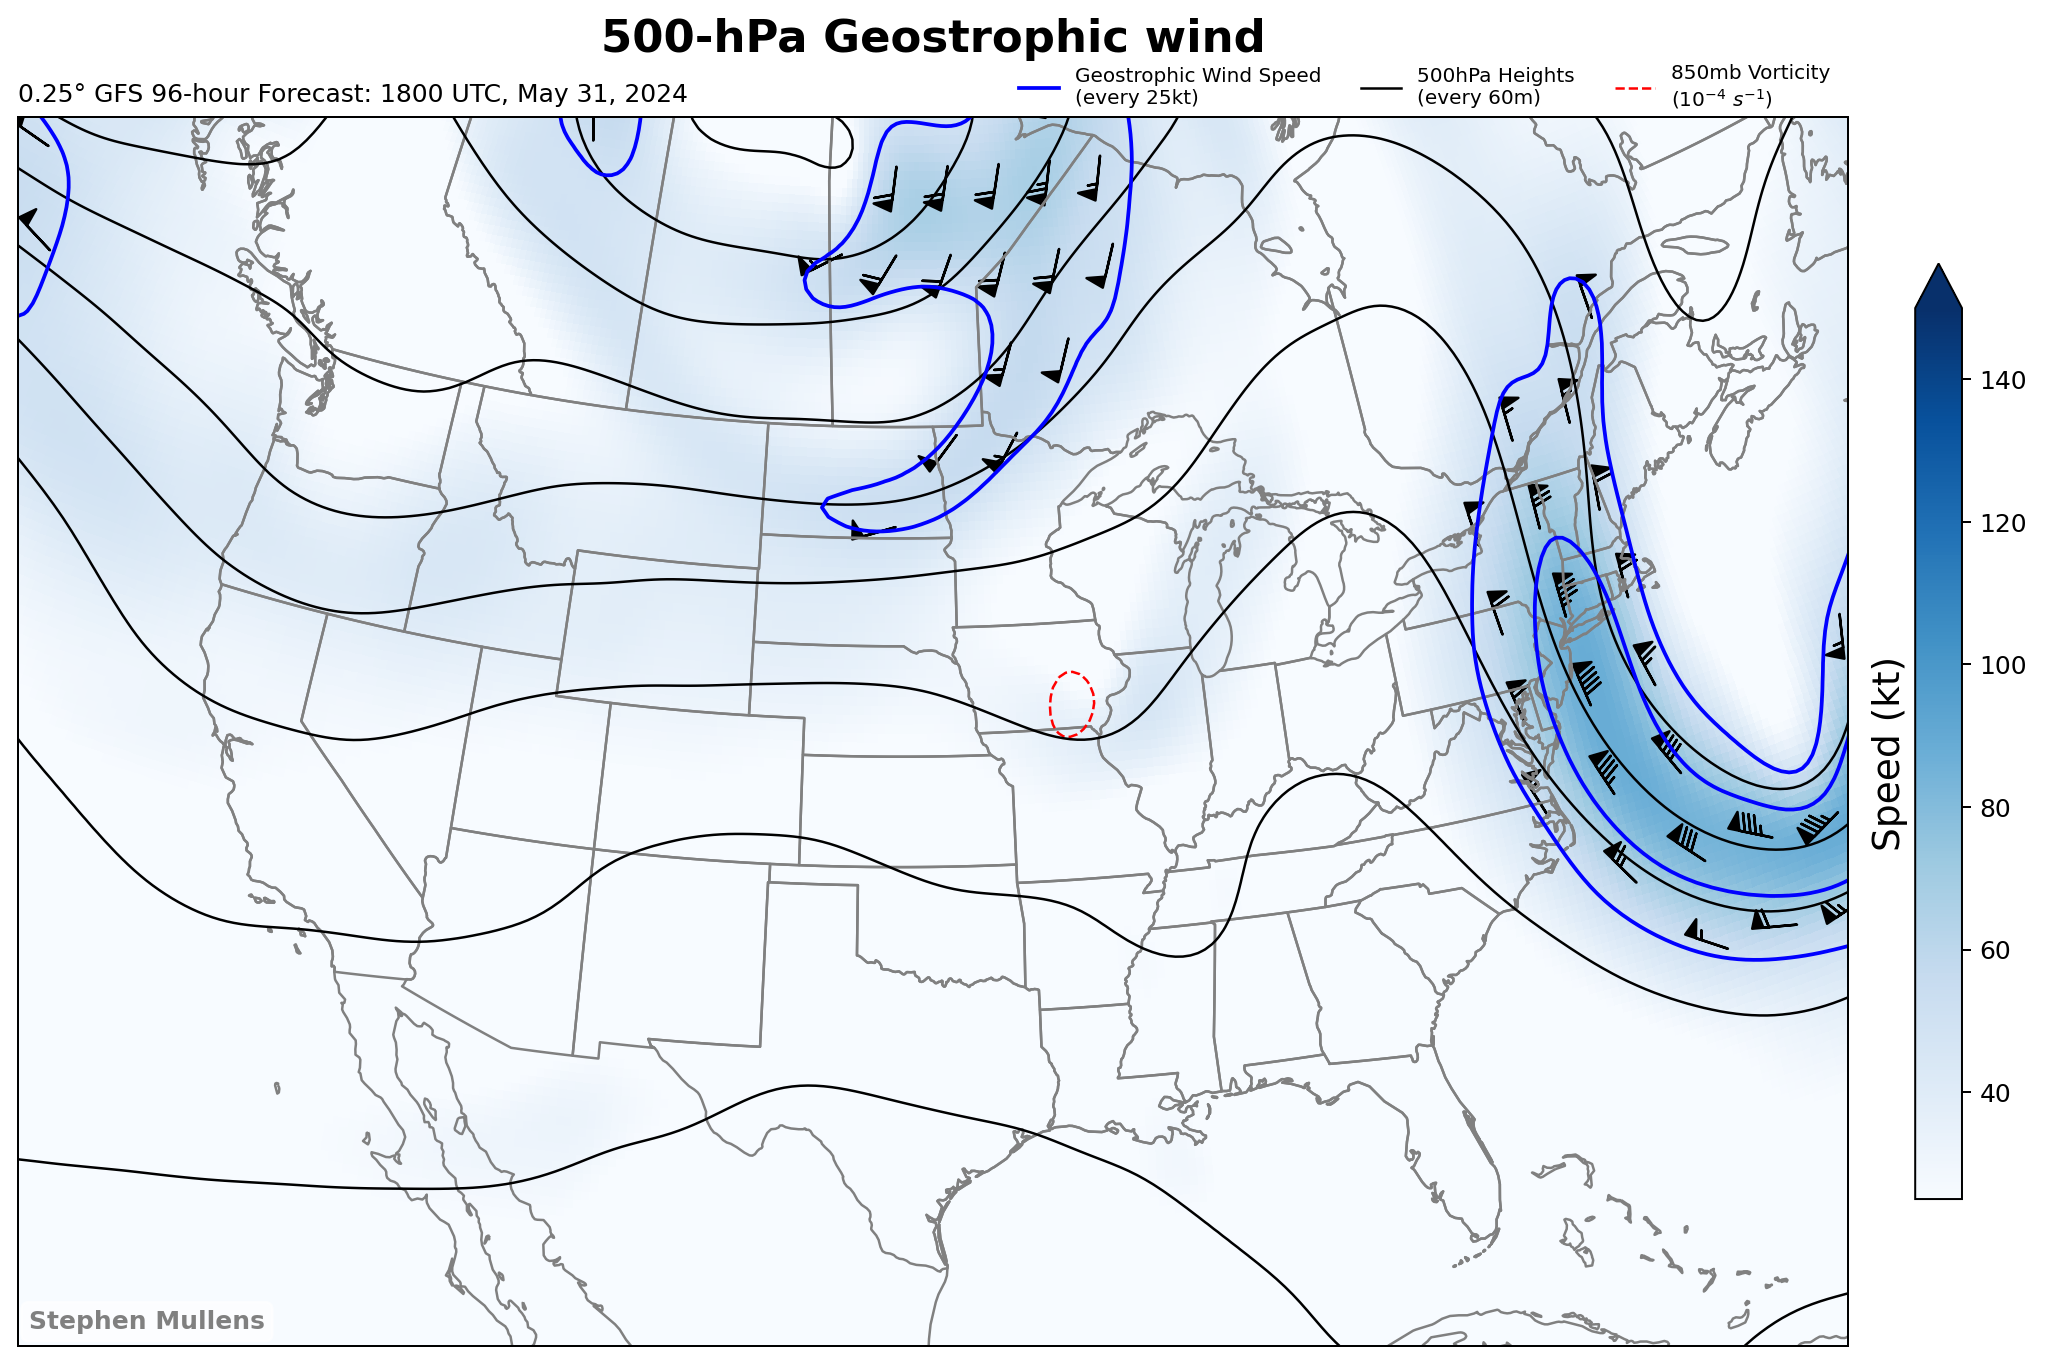 500-hPa Geostrophic wind
0.25° GFS 96-hour Forecast: 1800 UTC, May 31, 2024
Geostrophic Wind Speed
(every 25kt)
500hPa Heights
(every 60m)
850mb Vorticity
(10⁻⁴ s⁻¹)
140
120
100
80
60
40
Speed (kt)
Stephen Mullens